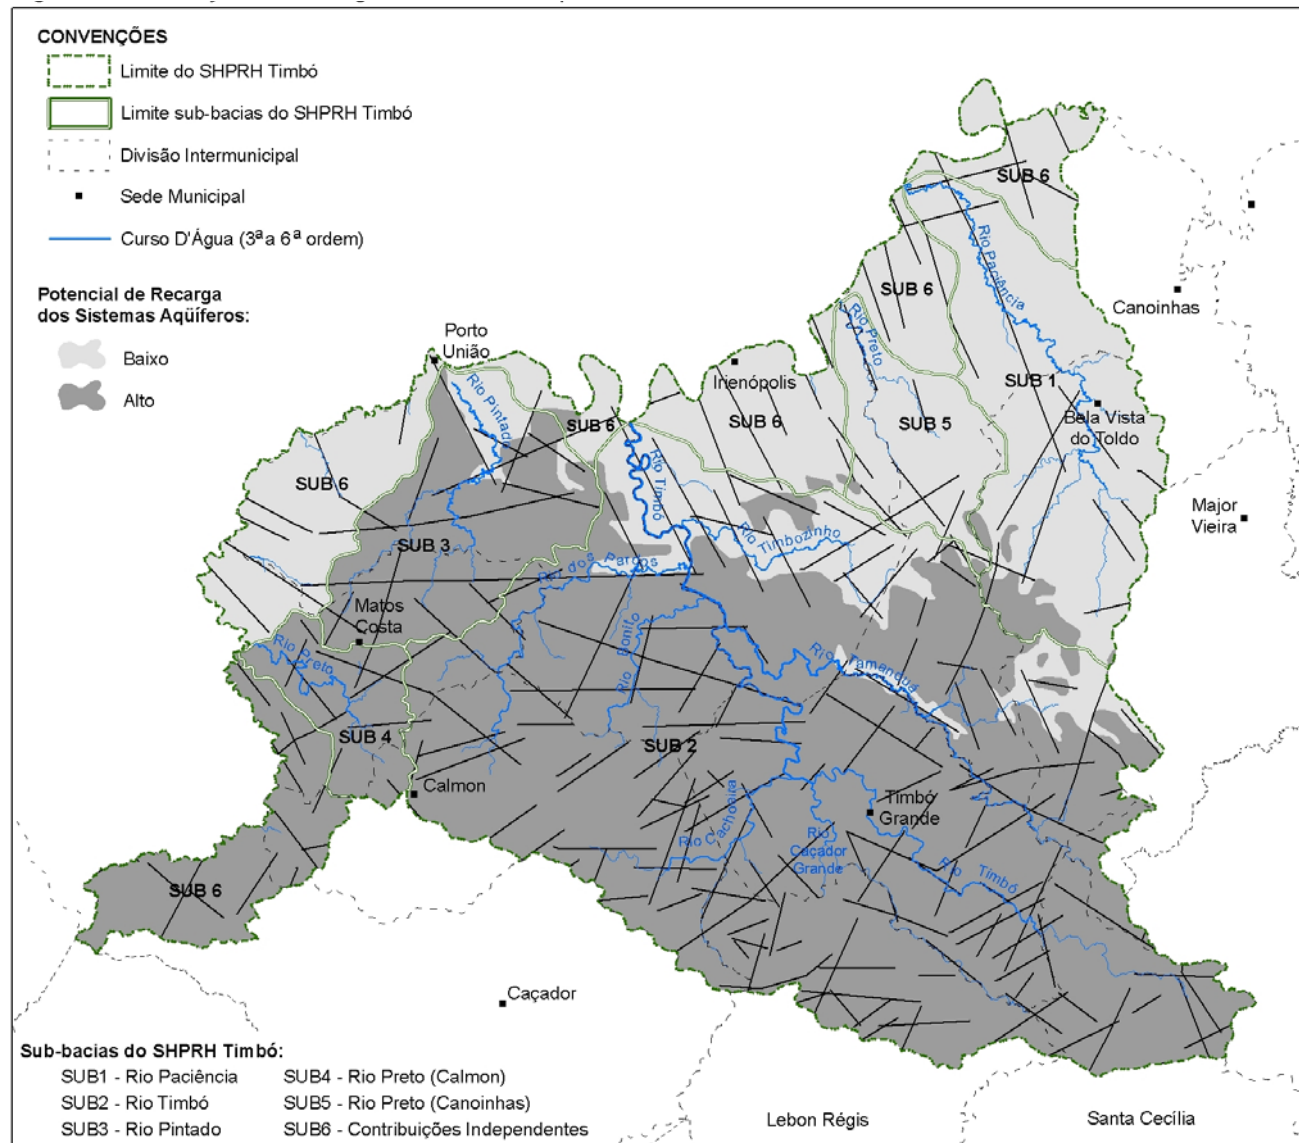 CONVENÇÕES
Limite do SHPRH Timbó
Limite sub-bacias do SHPRH Timbó
Divisão Intermunicipal
Sede Municipal
Curso D'Água (3ª a 6ª ordem)
Potencial de Recarga
dos Sistemas Aqüíferos:
Baixo
Alto
SUB 6
Rio Paciência
Canoinhas
SUB 6
Rio Preto
Porto
União
Irienópolis
SUB 1
Rio Pintado
Bela Vista
do Toldo
SUB 6
SUB 6
SUB 5
Rio Timbó
SUB 6
Major
Vieira
Rio Timbozinho
SUB 3
Rio dos Pardos
Matos
Costa
Rio Bonito
Rio Preto
Rio Tamanduá
SUB 4
SUB 2
Calmon
Timbó
Grande
Rio Cachoeira
Rio
Caçador
Grande
Rio Timbó
SUB 6
Caçador
Sub-bacias do SHPRH Timbó:
SUB1 - Rio Paciência
SUB4 - Rio Preto (Calmon)
SUB2 - Rio Timbó
SUB5 - Rio Preto (Canoinhas)
SUB3 - Rio Pintado
SUB6 - Contribuições Independentes
Lebon Régis
Santa Cecília